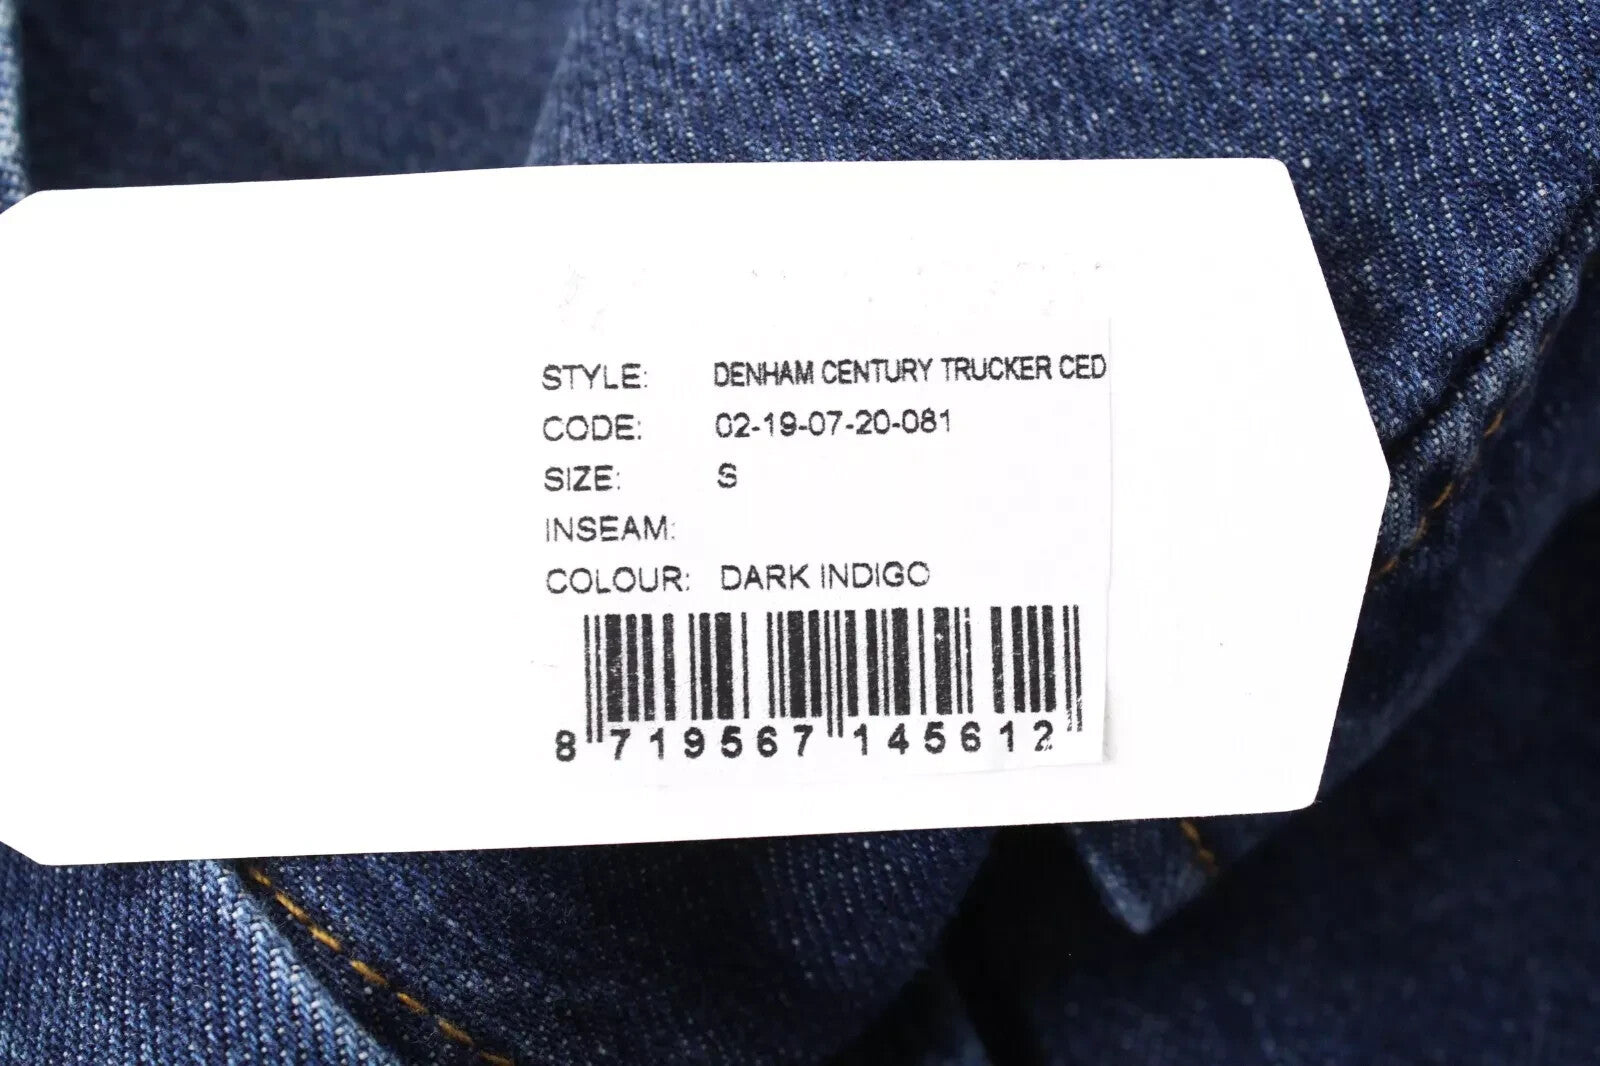 STYLE: DENHAM CENTURY TRUCKER CED
CODE: 02-19-07-20-081
SIZE: S
INSEAM:
COLOUR: DARK INDIGO
8 719567 145612